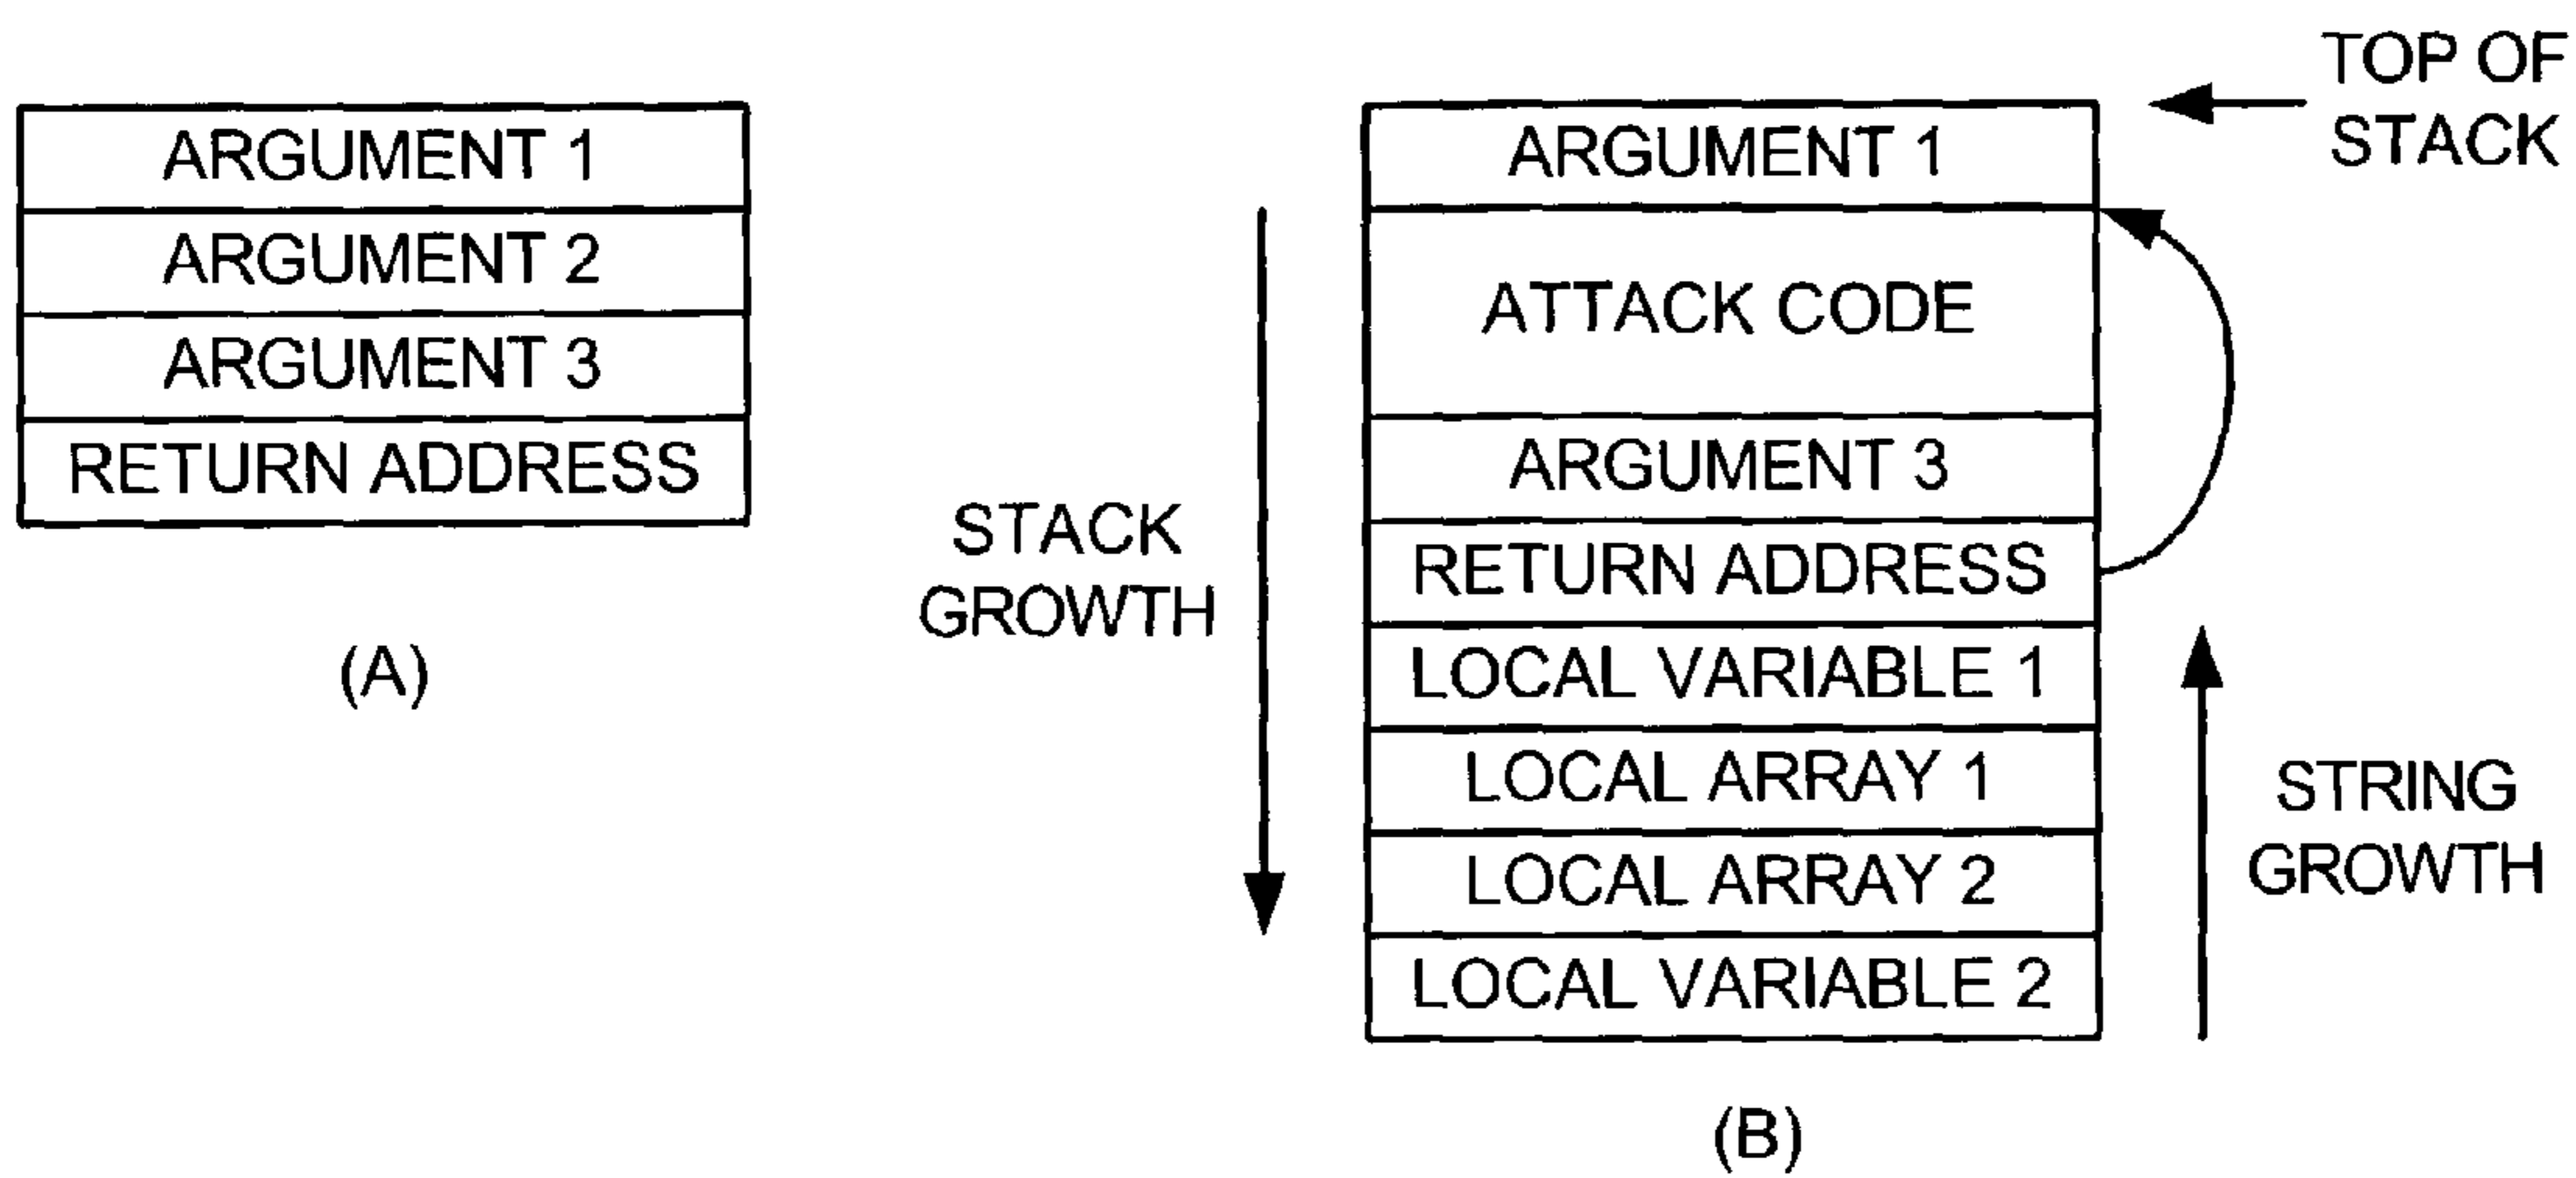 ARGUMENT 1
ARGUMENT 2
ARGUMENT 3
RETURN ADDRESS
(A)
STACK
GROWTH
TOP OF
STACK
ARGUMENT 1
ATTACK CODE
ARGUMENT 3
RETURN ADDRESS
LOCAL VARIABLE 1
LOCAL ARRAY 1
LOCAL ARRAY 2
LOCAL VARIABLE 2
STRING
GROWTH
(B)